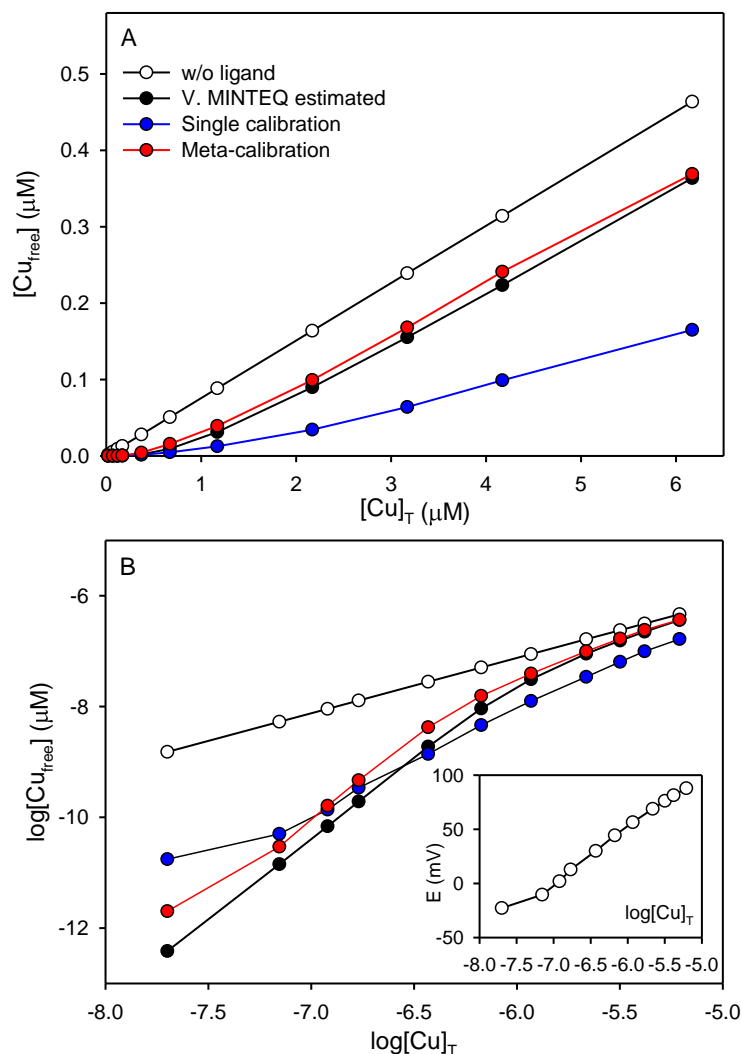 A
w/o ligand
V. MINTEQ estimated
Single calibration
Meta-calibration
[Cu_free] (μM)
0.5
0.4
0.3
0.2
0.1
0.0
0 1 2 3 4 5 6
[Cu]_T (μM)
B
log[Cu_free] (μM)
-6
-8
-10
-12
-8.0 -7.5 -7.0 -6.5 -6.0 -5.5 -5.0
log[Cu]_T
E (mV)
100
50
0
-50
log[Cu]_T
-8.0 -7.5 -7.0 -6.5 -6.0 -5.5 -5.0